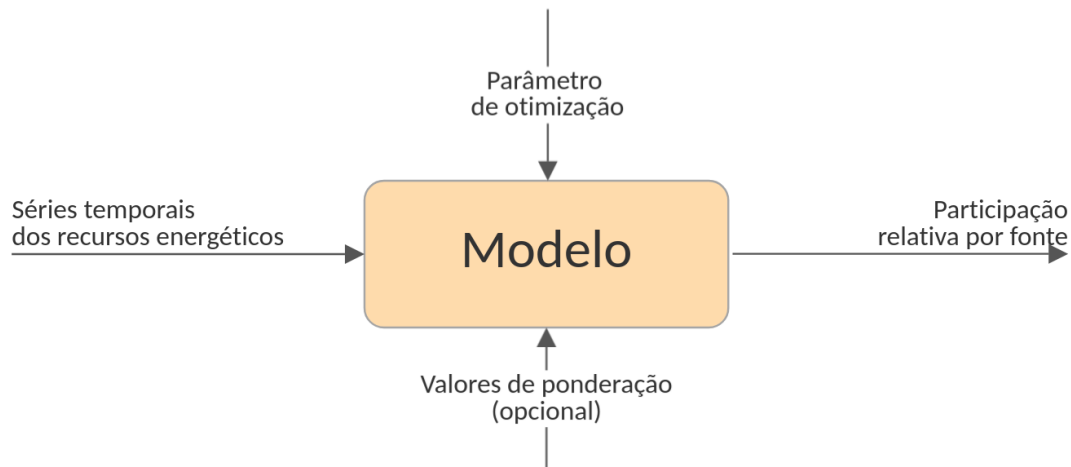 Parâmetro
de otimização
Séries temporais
dos recursos energéticos
Modelo
Participação
relativa por fonte
Valores de ponderação
(opcional)